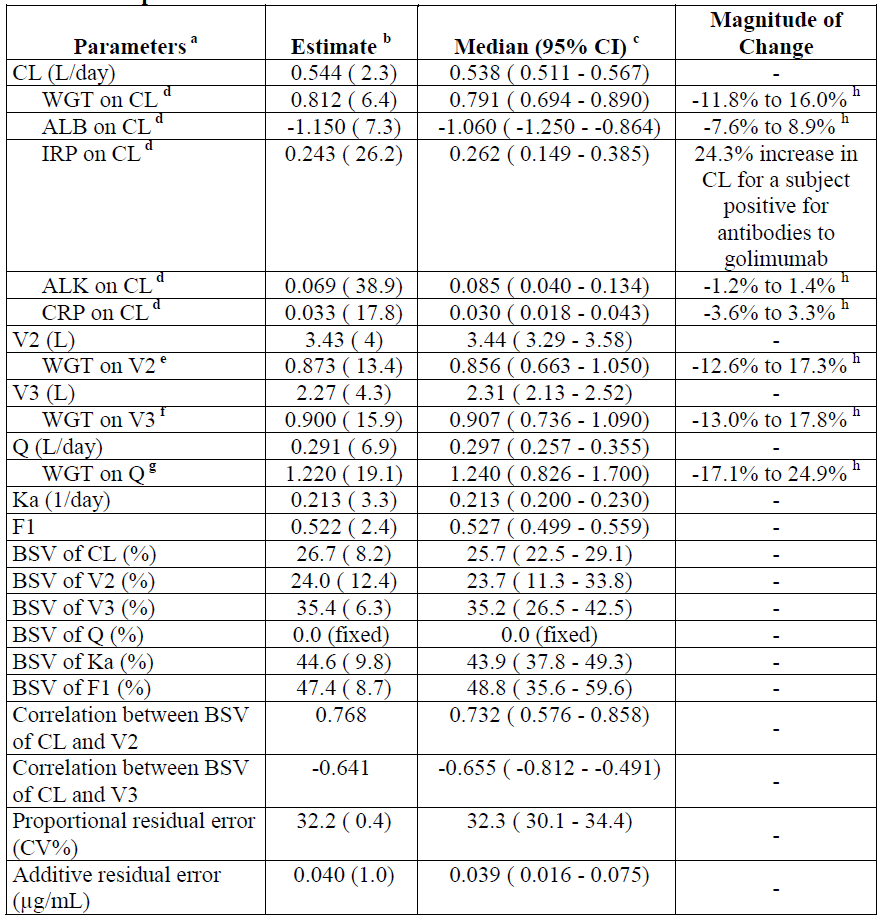 Parameters a Estimate b Median (95% CI) c Magnitude of
Change
CL (L/day) 0.544 ( 2.3) 0.538 ( 0.511 - 0.567) -
WGT on CL d 0.812 ( 6.4) 0.791 ( 0.694 - 0.890) -11.8% to 16.0% h
ALB on CL d -1.150 ( 7.3) -1.060 ( -1.250 - -0.864) -7.6% to 8.9% h
IRP on CL d 0.243 ( 26.2) 0.262 ( 0.149 - 0.385) 24.3% increase in
CL for a subject
positive for
antibodies to
golimumab
ALK on CL d 0.069 ( 38.9) 0.085 ( 0.040 - 0.134) -1.2% to 1.4% h
CRP on CL d 0.033 ( 17.8) 0.030 ( 0.018 - 0.043) -3.6% to 3.3% h
V2 (L) 3.43 ( 4) 3.44 ( 3.29 - 3.58) -
WGT on V2 e 0.873 ( 13.4) 0.856 ( 0.663 - 1.050) -12.6% to 17.3% h
V3 (L) 2.27 ( 4.3) 2.31 ( 2.13 - 2.52) -
WGT on V3 f 0.900 ( 15.9) 0.907 ( 0.736 - 1.090) -13.0% to 17.8% h
Q (L/day) 0.291 ( 6.9) 0.297 ( 0.257 - 0.355) -
WGT on Q g 1.220 ( 19.1) 1.240 ( 0.826 - 1.700) -17.1% to 24.9% h
Ka (1/day) 0.213 ( 3.3) 0.213 ( 0.200 - 0.230) -
F1 0.522 ( 2.4) 0.527 ( 0.499 - 0.559) -
BSV of CL (%) 26.7 ( 8.2) 25.7 ( 22.5 - 29.1) -
BSV of V2 (%) 24.0 ( 12.4) 23.7 ( 11.3 - 33.8) -
BSV of V3 (%) 35.4 ( 6.3) 35.2 ( 26.5 - 42.5) -
BSV of Q (%) 0.0 (fixed) 0.0 (fixed) -
BSV of Ka (%) 44.6 ( 9.8) 43.9 ( 37.8 - 49.3) -
BSV of F1 (%) 47.4 ( 8.7) 48.8 ( 35.6 - 59.6) -
Correlation between BSV 0.768 0.732 ( 0.576 - 0.858) -
of CL and V2
Correlation between BSV -0.641 -0.655 ( -0.812 - -0.491) -
of CL and V3
Proportional residual error 32.2 ( 0.4) 32.3 ( 30.1 - 34.4) -
(CV%)
Additive residual error 0.040 (1.0) 0.039 ( 0.016 - 0.075) -
(µg/mL)